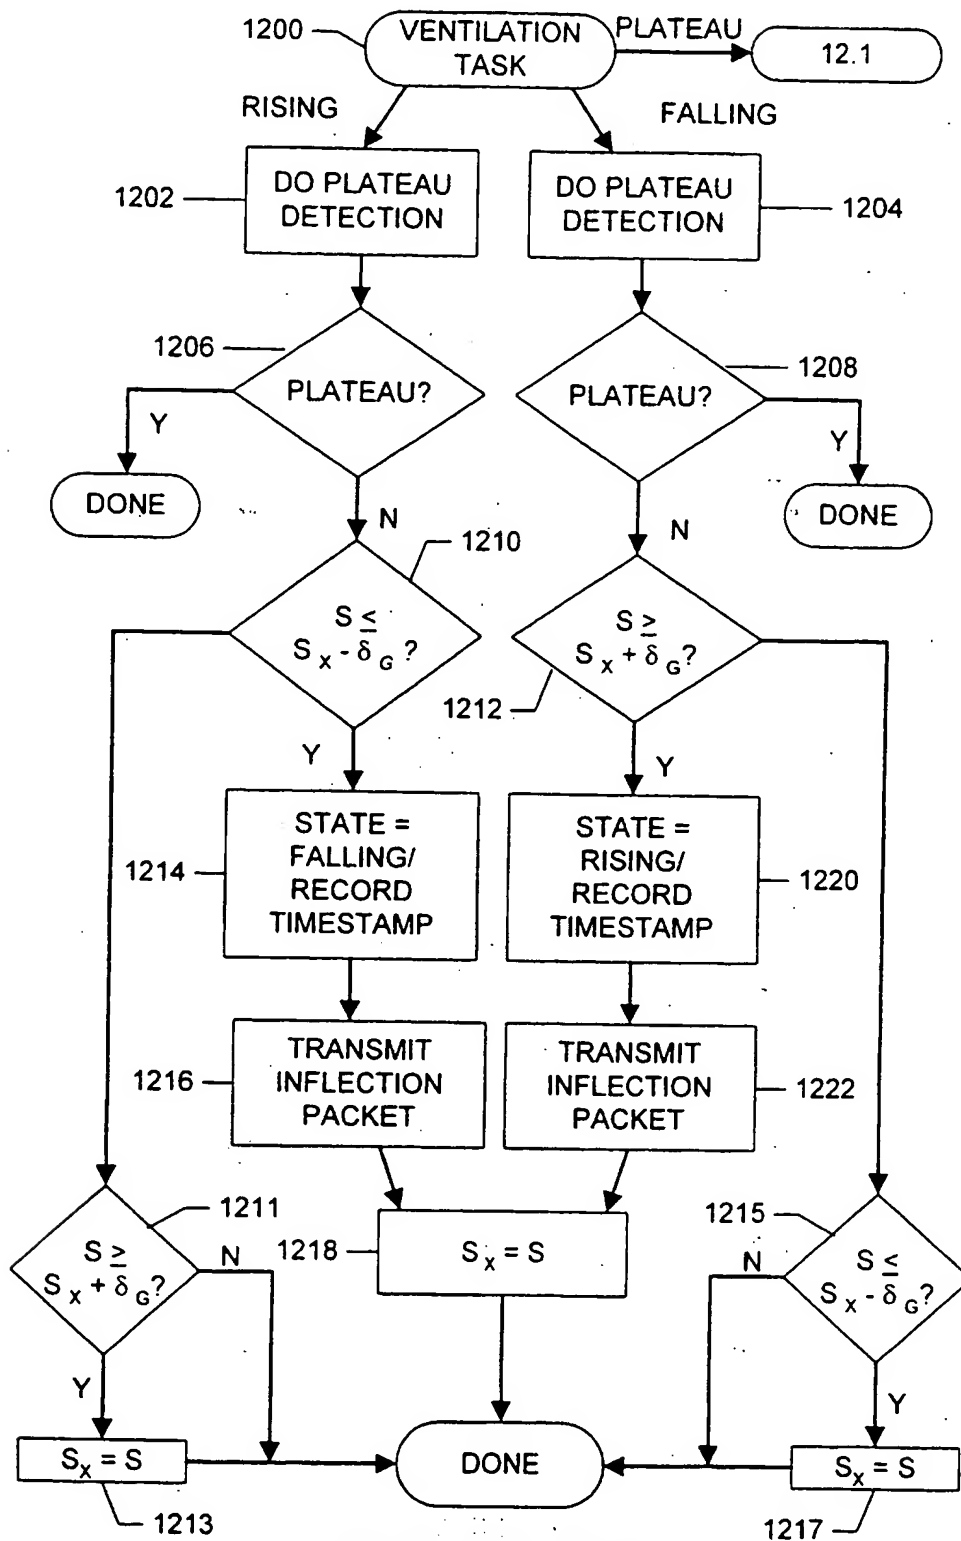 1200
VENTILATION
TASK
PLATEAU
12.1
RISING
FALLING
1202
DO PLATEAU
DETECTION
DO PLATEAU
DETECTION
1204
1206
PLATEAU?
PLATEAU?
1208
Y
Y
DONE
DONE
N
N
1210
S ≤
S_X - δ_G ?
S ≥
S_X + δ_G ?
1212
Y
Y
1214
STATE =
FALLING/
RECORD
TIMESTAMP
STATE =
RISING/
RECORD
TIMESTAMP
1220
1216
TRANSMIT
INFLECTION
PACKET
TRANSMIT
INFLECTION
PACKET
1222
1211
S ≥
S_X + δ_G ?
N
1218
S_X = S
1215
N
S ≤
S_X - δ_G ?
Y
Y
S_X = S
DONE
S_X = S
1213
1217